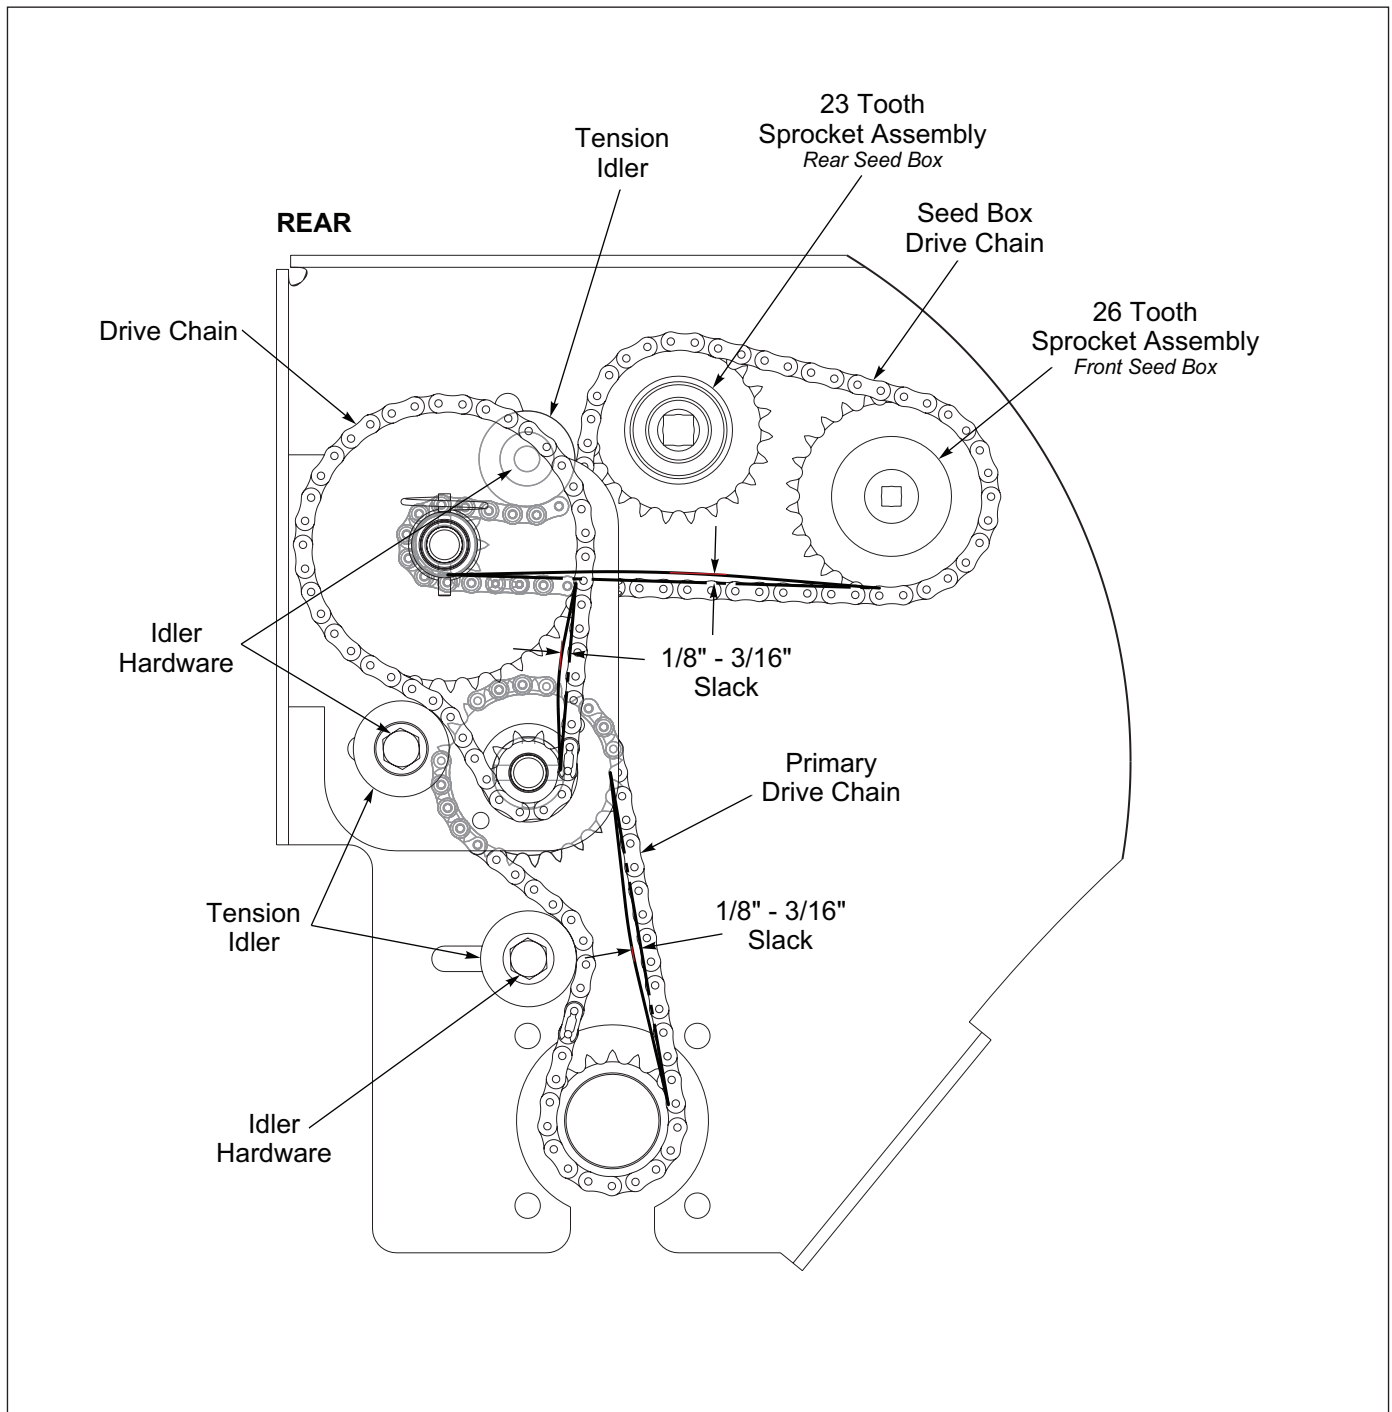 23 Tooth
Sprocket Assembly
Rear Seed Box
Tension
Idler
Seed Box
Drive Chain
REAR
26 Tooth
Sprocket Assembly
Front Seed Box
Drive Chain
Idler
Hardware
1/8" - 3/16"
Slack
Primary
Drive Chain
Tension
Idler
1/8" - 3/16"
Slack
Idler
Hardware